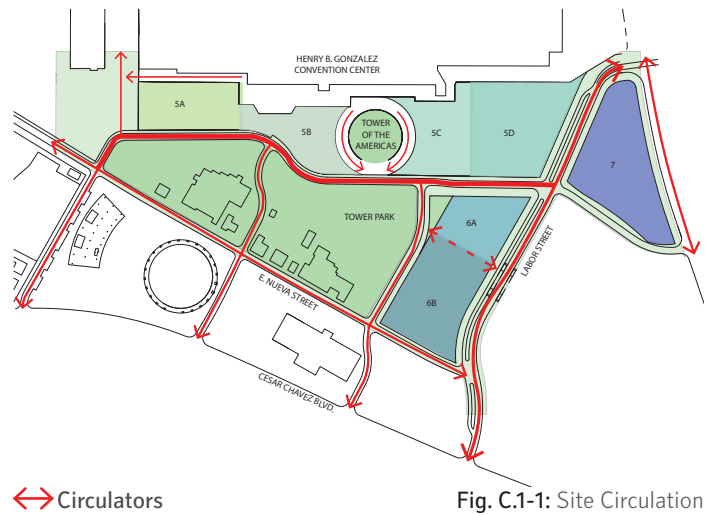 HENRY B. GONZALEZ
CONVENTION CENTER
5A
5B
TOWER
OF THE
AMERICAS
5C
5D
7
TOWER PARK
6A
6B
LABOR STREET
E. NUEVA STREET
CESAR CHAVEZ BLVD.
Circulators
Fig. C.1-1: Site Circulation